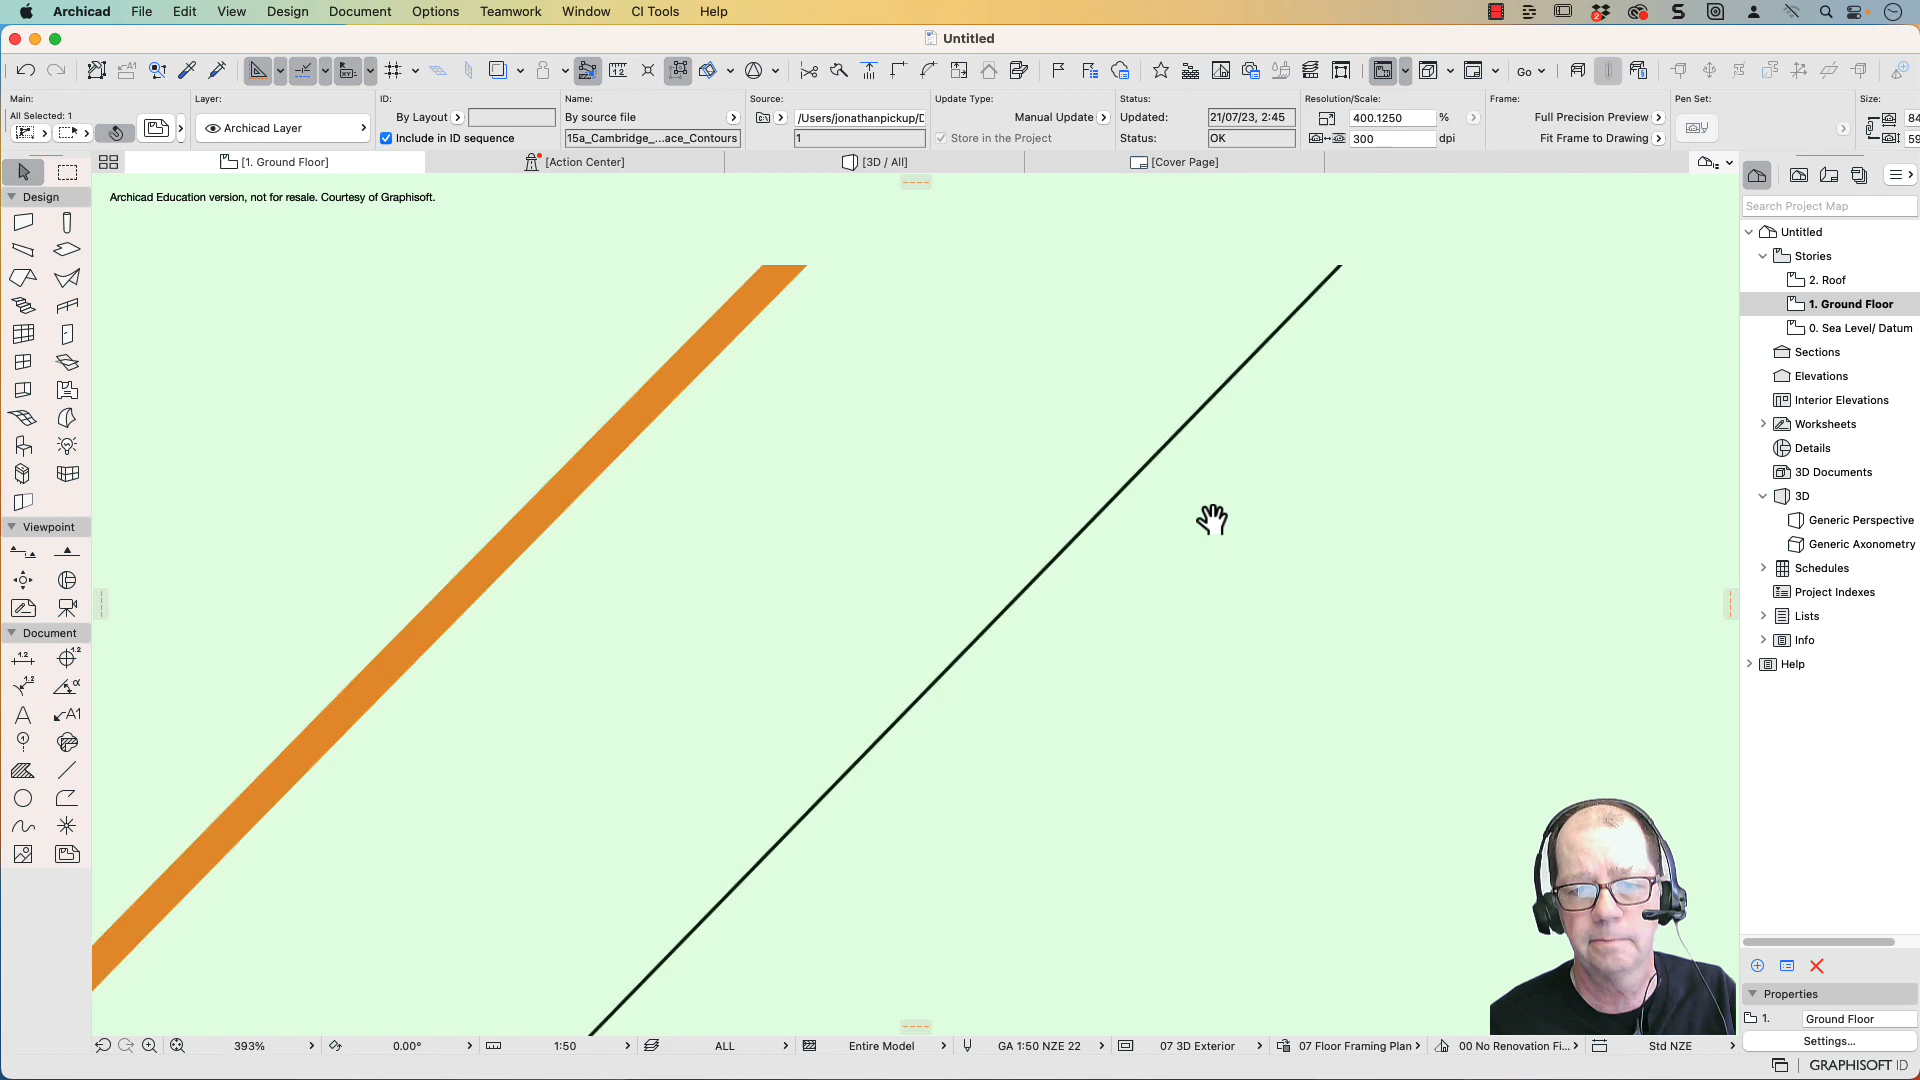 Archicad File Edit View Design Document Options Teamwork Window CI Tools Help
Untitled
Go
Main:
All Selected: 1
Layer:
Archicad Layer
ID:
By Layout
Include in ID sequence
Name:
By source file
15a_Cambridge_...ace_Contours
Source:
/Users/jonathanpickup/D
1
Update Type:
Manual Update
Store in the Project
Status:
Updated: 21/07/23, 2:45
Status: OK
Resolution/Scale:
400.1250 %
300 dpi
Frame:
Full Precision Preview
Fit Frame to Drawing
Pen Set:
Size:
84
59
[1. Ground Floor] [Action Center] [3D / All] [Cover Page]
Archicad Education version, not for resale. Courtesy of Graphisoft.
Design
Viewpoint
Document
Search Project Map
Untitled
Stories
2. Roof
1. Ground Floor
0. Sea Level/ Datum
Sections
Elevations
Interior Elevations
Worksheets
Details
3D Documents
3D
Generic Perspective
Generic Axonometry
Schedules
Project Indexes
Lists
Info
Help
Properties
1. Ground Floor
Settings...
393% 0.00° 1:50 ALL Entire Model GA 1:50 NZE 22 07 3D Exterior 07 Floor Framing Plan 00 No Renovation Fi... Std NZE
GRAPHISOFT ID